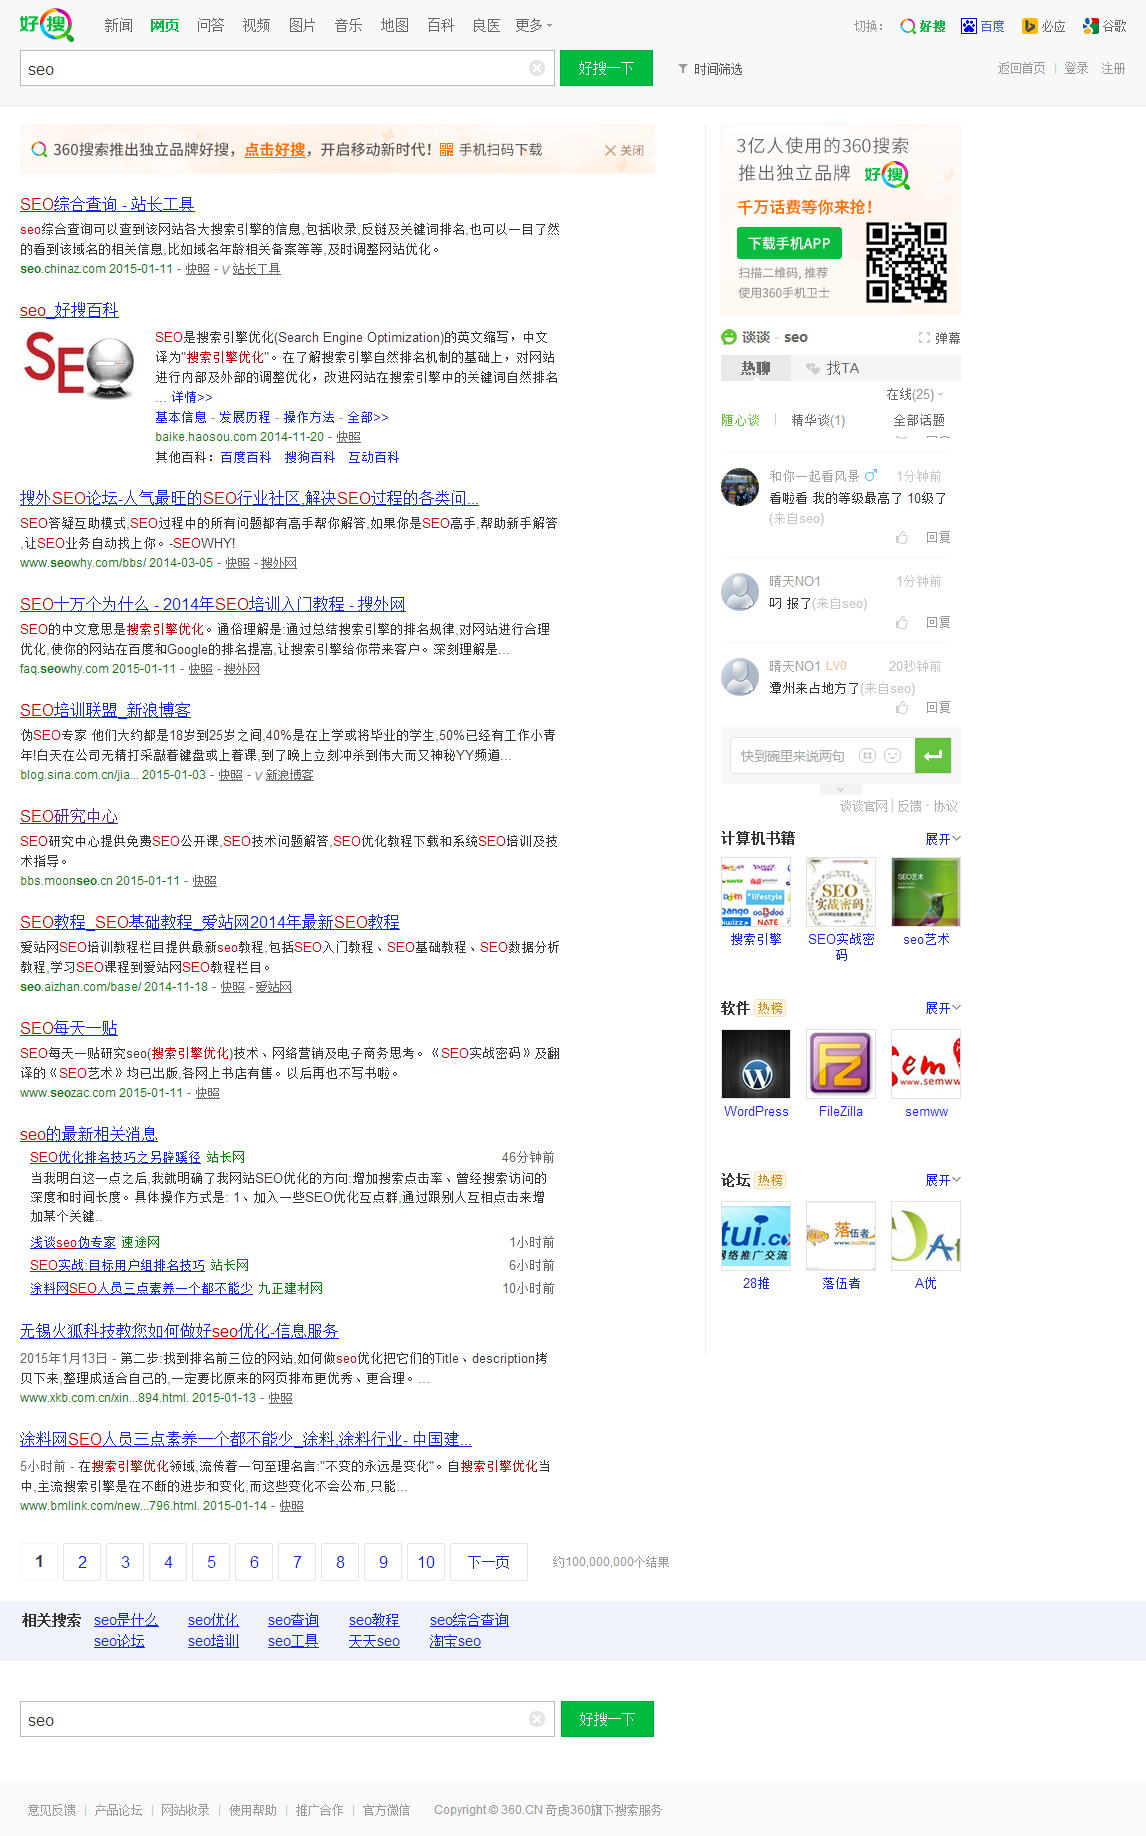 好搜
新闻 网页 问答 视频 图片 音乐 地图 百科 良医 更多
切换： 好搜 百度 必应 谷歌
seo 好搜一下 时间筛选
返回首页 登录 注册
360搜索推出独立品牌好搜，点击好搜，开启移动新时代！ 手机扫码下载 关闭
SEO综合查询 - 站长工具
seo综合查询可以查到该网站各大搜索引擎的信息,包括收录,反链及关键词排名,也可以一目了然
的看到该域名的相关信息,比如域名年龄相关备案等等,及时调整网站优化。
seo.chinaz.com 2015-01-11 - 快照 - V 站长工具
seo_好搜百科
SEO
SEO是搜索引擎优化(Search Engine Optimization)的英文缩写，中文
译为"搜索引擎优化"。在了解搜索引擎自然排名机制的基础上，对网站
进行内部及外部的调整优化，改进网站在搜索引擎中的关键词自然排名
... 详情>>
基本信息 - 发展历程 - 操作方法 - 全部>>
baike.haosou.com 2014-11-20 - 快照
其他百科：百度百科 搜狗百科 互动百科
搜外SEO论坛-人气最旺的SEO行业社区,解决SEO过程的各类问...
SEO答疑互助模式,SEO过程中的所有问题都有高手帮你解答,如果你是SEO高手,帮助新手解答
,让SEO业务自动找上你。-SEOWHY!
www.seowhy.com/bbs/ 2014-03-05 - 快照 - 搜外网
SEO十万个为什么 - 2014年SEO培训入门教程 - 搜外网
SEO的中文意思是搜索引擎优化。通俗理解是:通过总结搜索引擎的排名规律,对网站进行合理
优化,使你的网站在百度和Google的排名提高,让搜索引擎给你带来客户。深刻理解是...
faq.seowhy.com 2015-01-11 - 快照 - 搜外网
SEO培训联盟_新浪博客
伪SEO专家 他们大约都是18岁到25岁之间,40%是在上学或将毕业的学生,50%已经有工作小青
年!白天在公司无精打采敲着键盘或上着课,到了晚上立刻冲杀到伟大而又神秘YY频道...
blog.sina.com.cn/jia... 2015-01-03 - 快照 - V 新浪博客
SEO研究中心
SEO研究中心提供免费SEO公开课,SEO技术问题解答,SEO优化教程下载和系统SEO培训及技
术指导。
bbs.moonseo.cn 2015-01-11 - 快照
SEO教程_SEO基础教程_爱站网2014年最新SEO教程
爱站网SEO培训教程栏目提供最新seo教程,包括SEO入门教程、SEO基础教程、SEO数据分析
教程,学习SEO课程到爱站网SEO教程栏目。
seo.aizhan.com/base/ 2014-11-18 - 快照 - 爱站网
SEO每天一贴
SEO每天一贴研究seo(搜索引擎优化)技术、网络营销及电子商务思考。《SEO实战密码》及翻
译的《SEO艺术》均已出版,各网上书店有售。以后再也不写书啦。
www.seozac.com 2015-01-11 - 快照
seo的最新相关消息
SEO优化排名技巧之另辟蹊径 站长网 46分钟前
当我明白这一点之后,我就明确了我网站SEO优化的方向:增加搜索点击率、曾经搜索访问的
深度和时间长度。具体操作方式是: 1、加入一些SEO优化互点群,通过跟别人互相点击来增
加某个关键..
浅谈seo伪专家 速途网 1小时前
SEO实战:目标用户组排名技巧 站长网 6小时前
涂料网SEO人员三点素养一个都不能少 九正建材网 10小时前
无锡火狐科技教您如何做好seo优化-信息服务
2015年1月13日 - 第二步:找到排名前三位的网站,如何做seo优化把它们的Title、description拷
贝下来,整理成适合自己的,一定要比原来的网页排布更优秀、更合理。...
www.xkb.com.cn/xin...894.html. 2015-01-13 - 快照
涂料网SEO人员三点素养一个都不能少_涂料,涂料行业- 中国建...
5小时前 - 在搜索引擎优化领域,流传着一句至理名言:"不变的永远是变化"。自搜索引擎优化当
中,主流搜索引擎是在不断的进步和变化,而这些变化不会公布,只能...
www.bmlink.com/new...796.html. 2015-01-14 - 快照
1 2 3 4 5 6 7 8 9 10 下一页 约100,000,000个结果
3亿人使用的360搜索
推出独立品牌 好搜
千万话费等你来抢！
下载手机APP
扫描二维码, 推荐
使用360手机卫士
谈谈 - seo 弹幕
热聊 找TA
在线(25)
随心谈 精华谈(1) 全部话题
和你一起看风景 1分钟前
看啦看 我的等级最高了 10级了
(来自seo)
回复
晴天NO1 1分钟前
叼 报了(来自seo)
回复
晴天NO1 LV0 20秒钟前
潭州来占地方了(来自seo)
回复
快到碗里来说两句
谈谈官网 | 反馈 - 协议
计算机书籍 展开
SEO 实战密码
SEO艺术
搜索引擎 SEO实战密码 seo艺术
软件 热榜 展开
WordPress FileZilla semww
论坛 热榜 展开
28推 落伍者 A优
相关搜索 seo是什么 seo优化 seo查询 seo教程 seo综合查询
seo论坛 seo培训 seo工具 天天seo 淘宝seo
seo 好搜一下
意见反馈 | 产品论坛 | 网站收录 | 使用帮助 | 推广合作 | 官方微信 Copyright © 360.CN 奇虎360旗下搜索服务